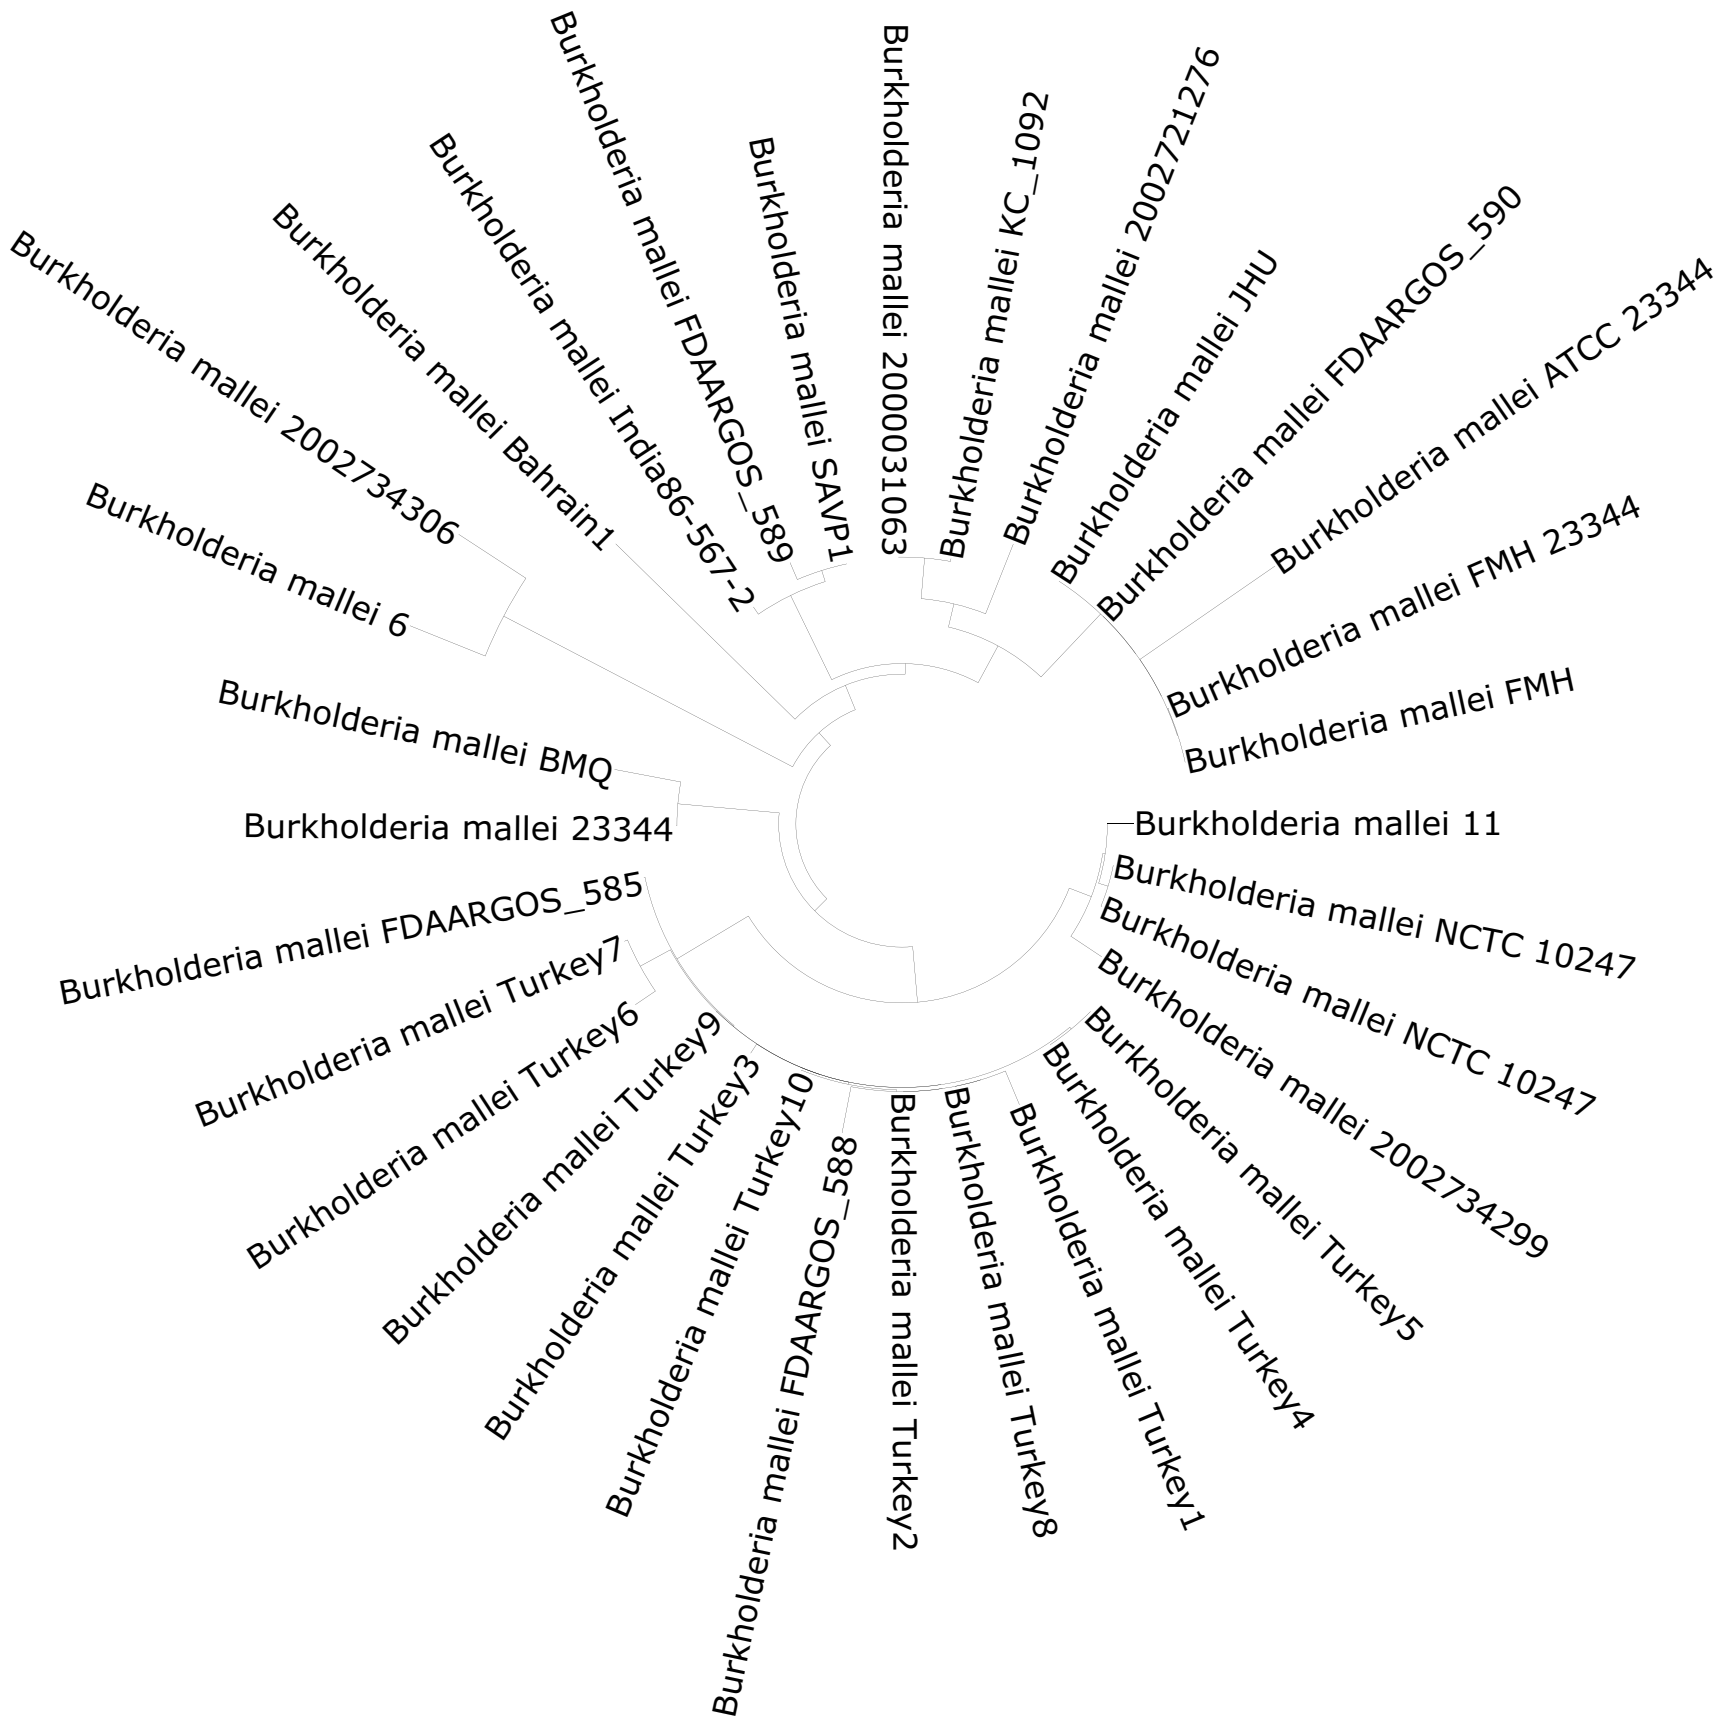 Burkholderia mallei 2000031063
Burkholderia mallei KC_1092
Burkholderia mallei 2002721276
Burkholderia mallei JHU
Burkholderia mallei FDAARGOS_590
Burkholderia mallei ATCC 23344
Burkholderia mallei FMH 23344
Burkholderia mallei FMH
Burkholderia mallei 11
Burkholderia mallei NCTC 10247
Burkholderia mallei NCTC 10247
Burkholderia mallei 2002734299
Burkholderia mallei Turkey5
Burkholderia mallei Turkey4
Burkholderia mallei Turkey1
Burkholderia mallei Turkey8
Burkholderia mallei Turkey2
Burkholderia mallei FDAARGOS_588
Burkholderia mallei Turkey10
Burkholderia mallei Turkey3
Burkholderia mallei Turkey9
Burkholderia mallei Turkey6
Burkholderia mallei Turkey7
Burkholderia mallei FDAARGOS_585
Burkholderia mallei 23344
Burkholderia mallei BMQ
Burkholderia mallei 6
Burkholderia mallei 2002734306
Burkholderia mallei Bahrain1
Burkholderia mallei India86-567-2
Burkholderia mallei FDAARGOS_589
Burkholderia mallei SAVP1